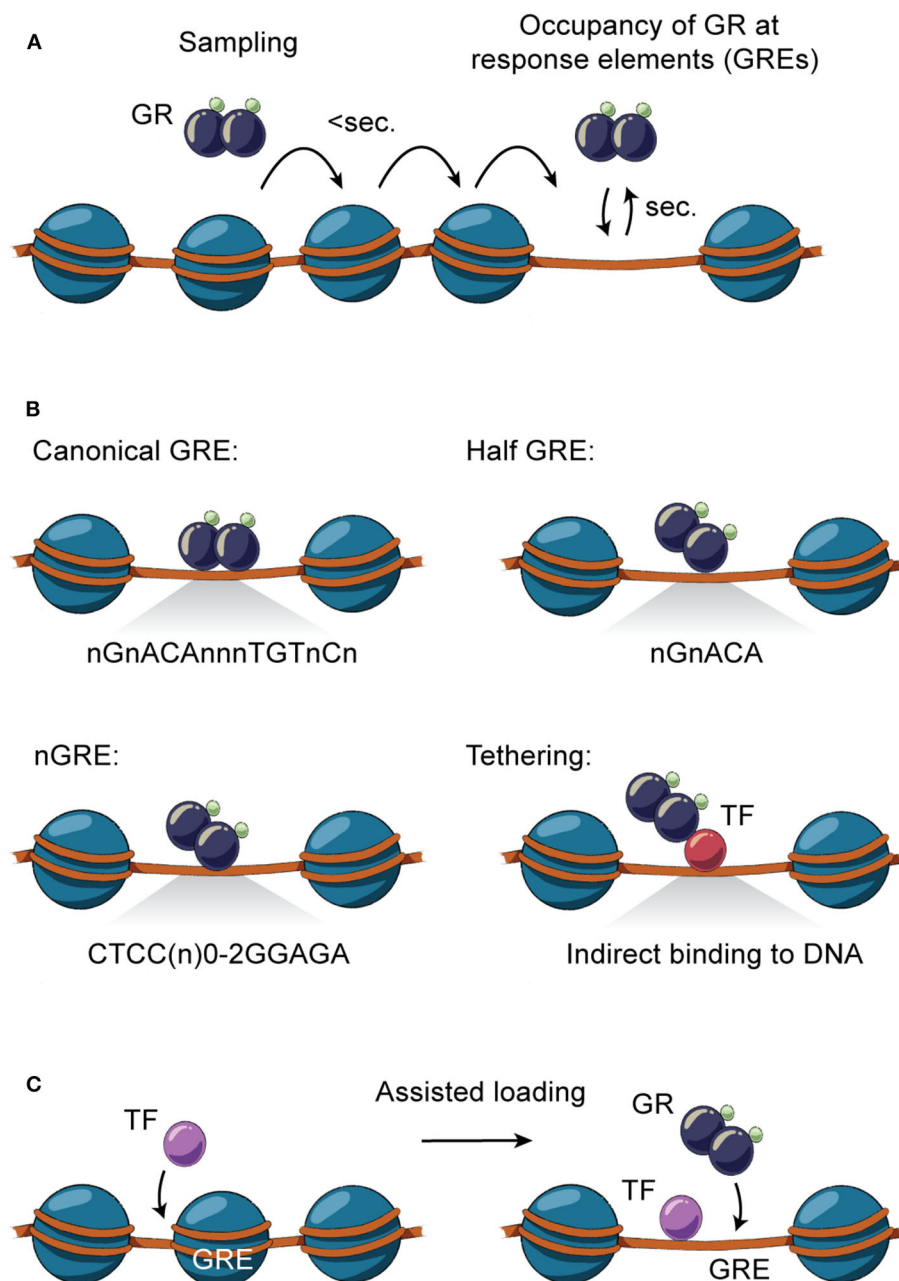 A
Sampling
Occupancy of GR at
response elements (GREs)
GR
<sec.
sec.
B
Canonical GRE:
Half GRE:
nGnACAnnnTGTnCn
nGnACA
nGRE:
Tethering:
TF
CTCC(n)0-2GGAGA
Indirect binding to DNA
C
TF
Assisted loading
GR
TF
GRE
GRE